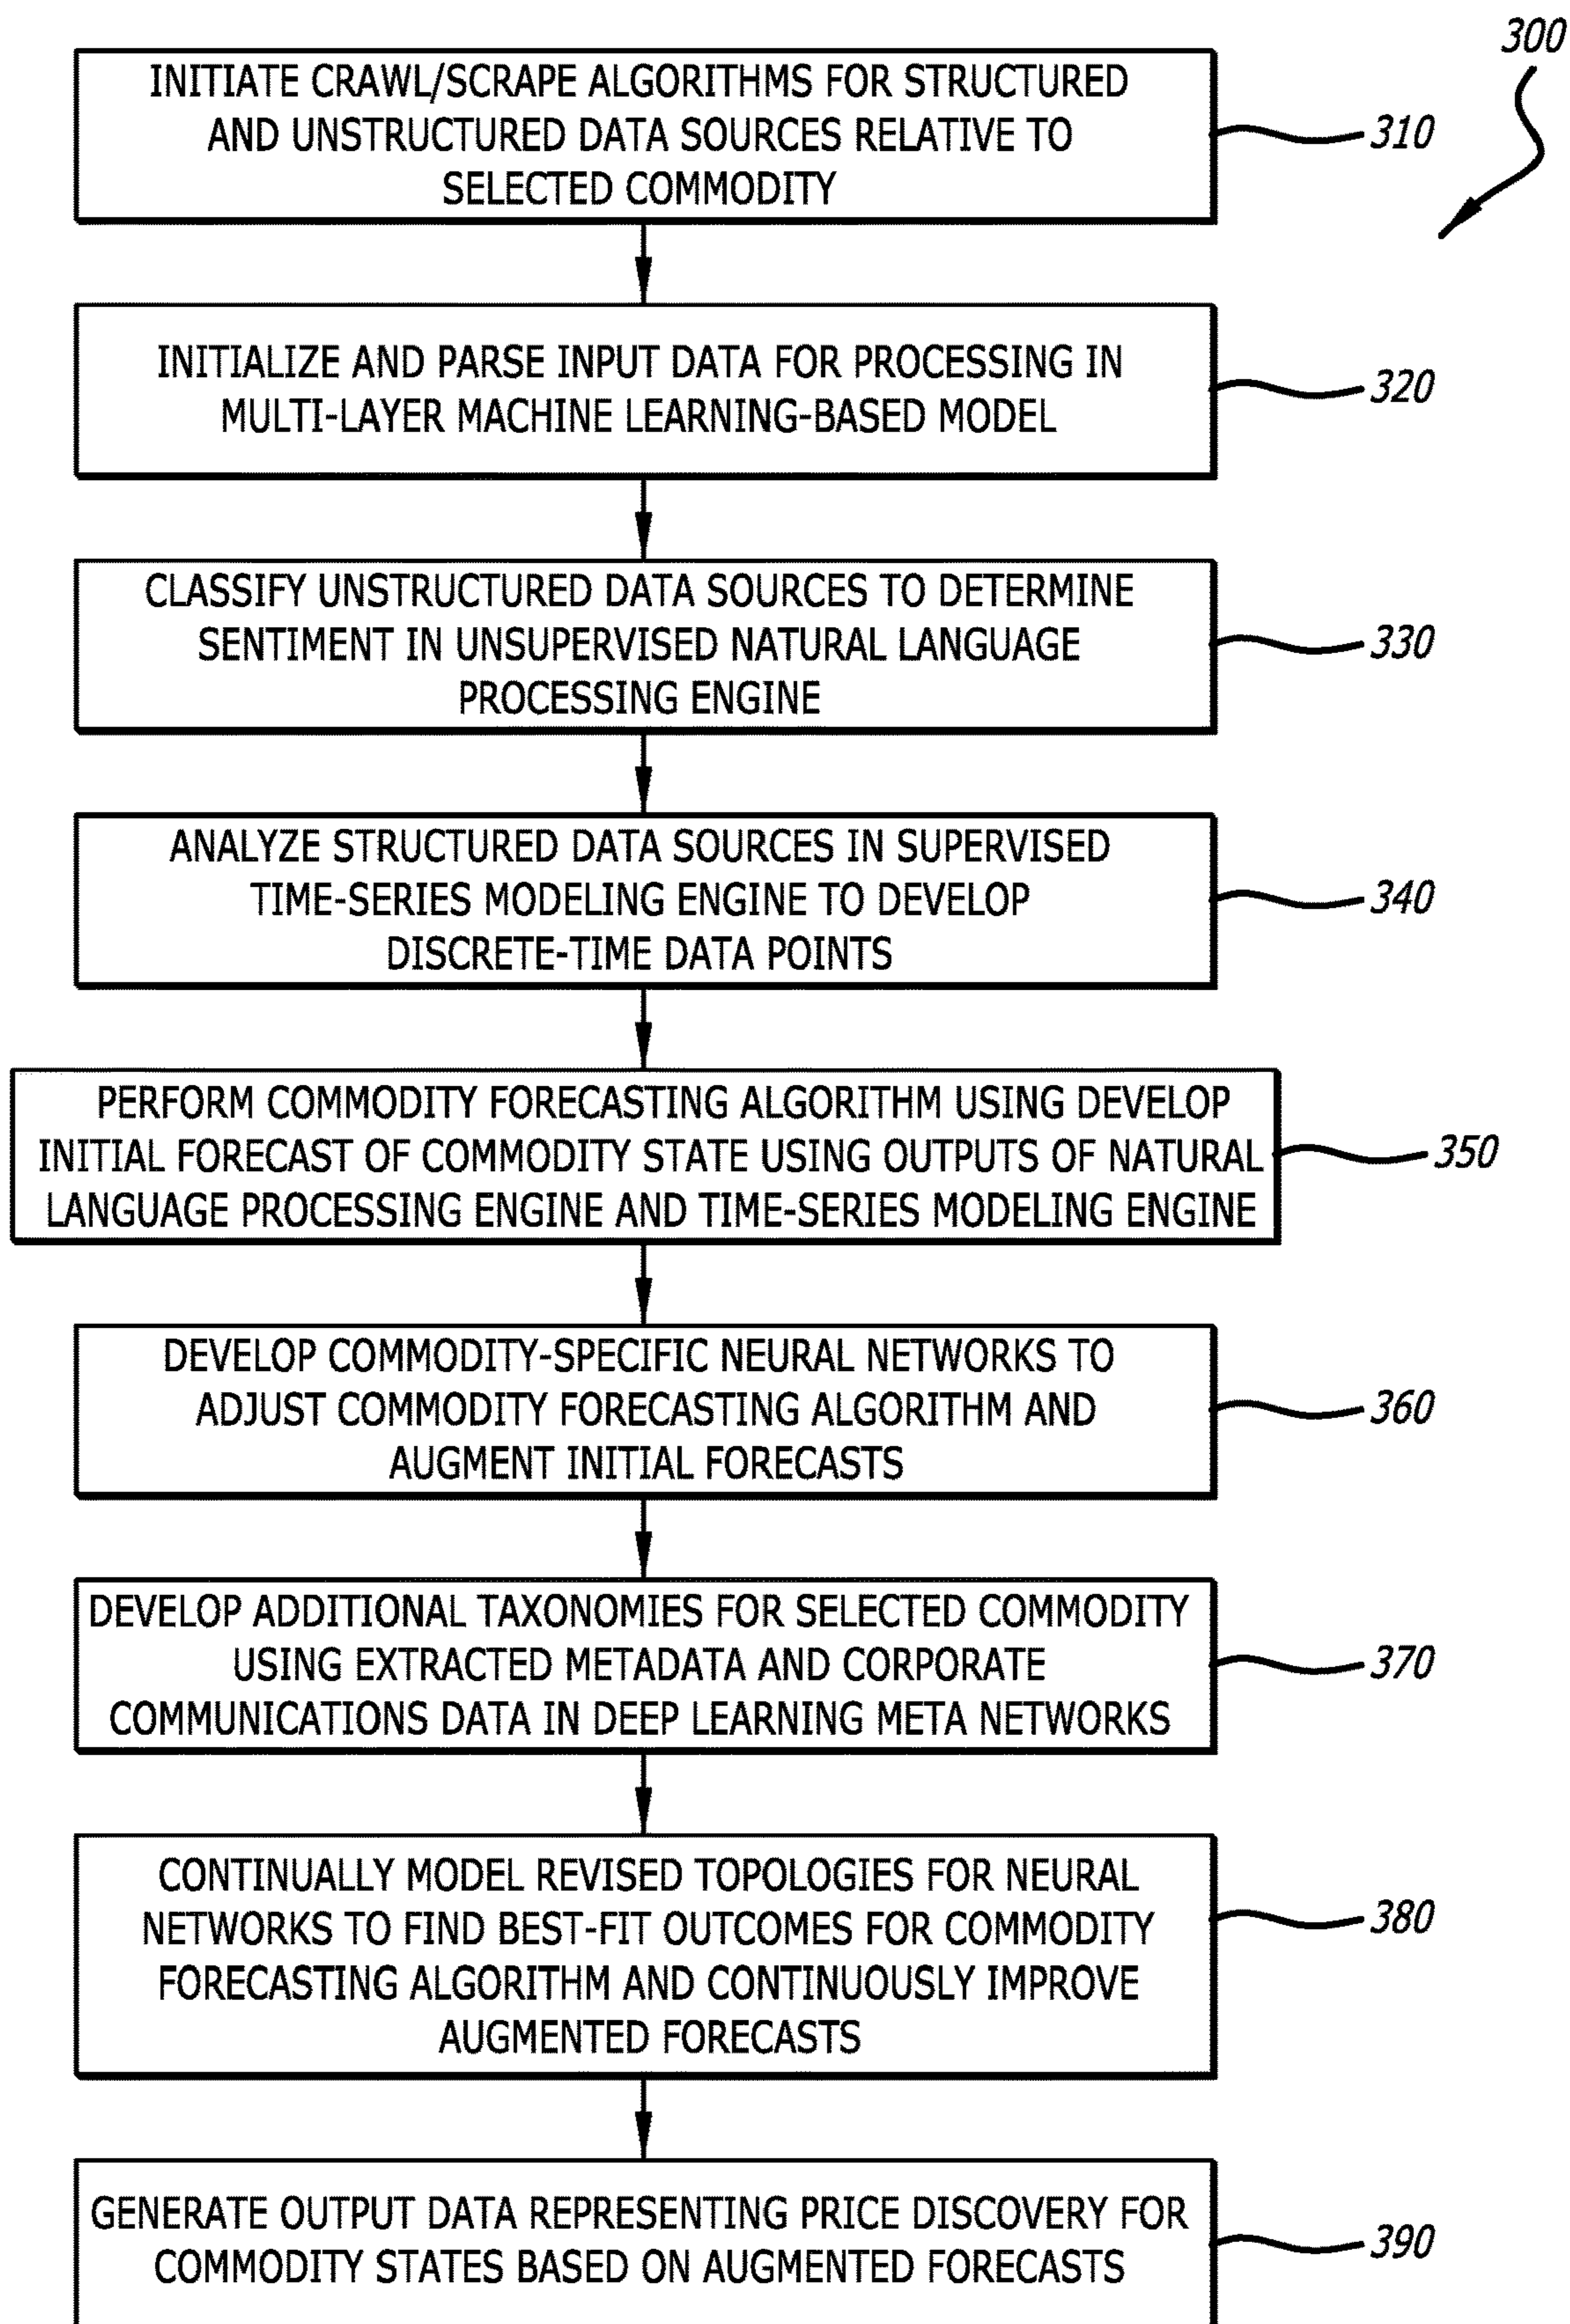 300
INITIATE CRAWL/SCRAPE ALGORITHMS FOR STRUCTURED
AND UNSTRUCTURED DATA SOURCES RELATIVE TO
SELECTED COMMODITY
310
INITIALIZE AND PARSE INPUT DATA FOR PROCESSING IN
MULTI-LAYER MACHINE LEARNING-BASED MODEL
320
CLASSIFY UNSTRUCTURED DATA SOURCES TO DETERMINE
SENTIMENT IN UNSUPERVISED NATURAL LANGUAGE
PROCESSING ENGINE
330
ANALYZE STRUCTURED DATA SOURCES IN SUPERVISED
TIME-SERIES MODELING ENGINE TO DEVELOP
DISCRETE-TIME DATA POINTS
340
PERFORM COMMODITY FORECASTING ALGORITHM USING DEVELOP
INITIAL FORECAST OF COMMODITY STATE USING OUTPUTS OF NATURAL
LANGUAGE PROCESSING ENGINE AND TIME-SERIES MODELING ENGINE
350
DEVELOP COMMODITY-SPECIFIC NEURAL NETWORKS TO
ADJUST COMMODITY FORECASTING ALGORITHM AND
AUGMENT INITIAL FORECASTS
360
DEVELOP ADDITIONAL TAXONOMIES FOR SELECTED COMMODITY
USING EXTRACTED METADATA AND CORPORATE
COMMUNICATIONS DATA IN DEEP LEARNING META NETWORKS
370
CONTINUALLY MODEL REVISED TOPOLOGIES FOR NEURAL
NETWORKS TO FIND BEST-FIT OUTCOMES FOR COMMODITY
FORECASTING ALGORITHM AND CONTINUOUSLY IMPROVE
AUGMENTED FORECASTS
380
GENERATE OUTPUT DATA REPRESENTING PRICE DISCOVERY FOR
COMMODITY STATES BASED ON AUGMENTED FORECASTS
390